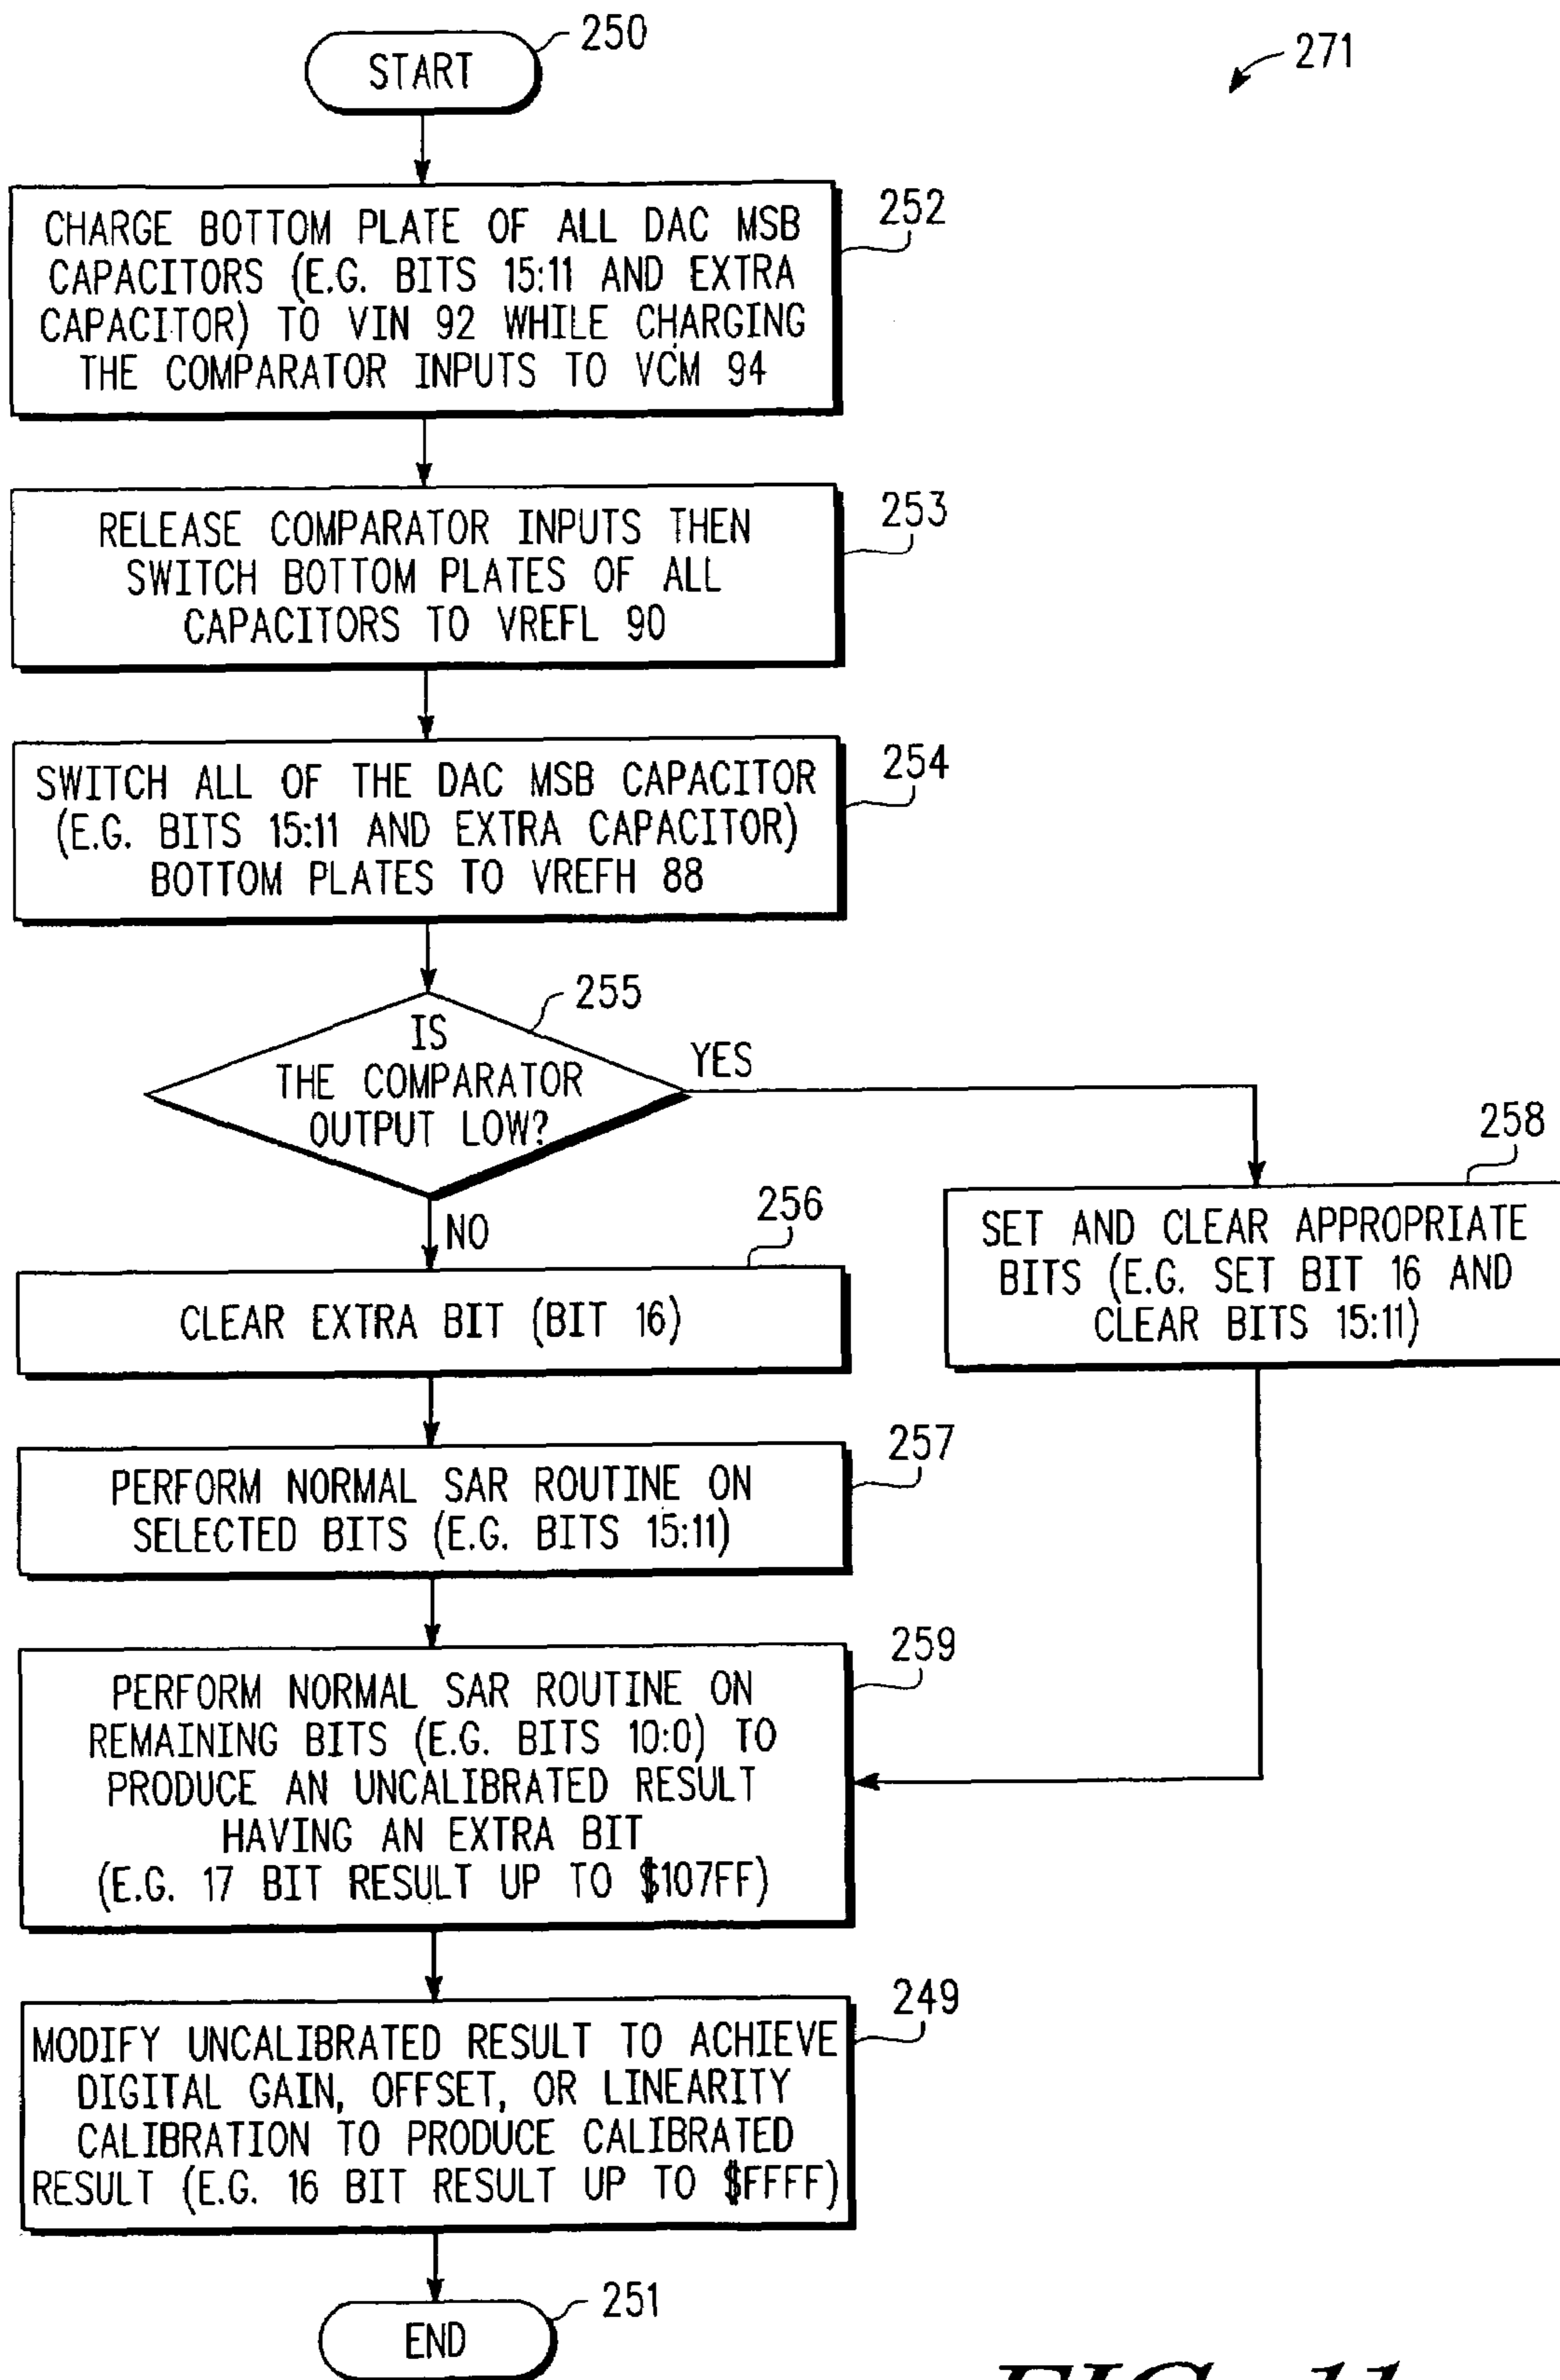 START
250
271
CHARGE BOTTOM PLATE OF ALL DAC MSB
CAPACITORS (E.G. BITS 15:11 AND EXTRA
CAPACITOR) TO VIN 92 WHILE CHARGING
THE COMPARATOR INPUTS TO VCM 94
252
RELEASE COMPARATOR INPUTS THEN
SWITCH BOTTOM PLATES OF ALL
CAPACITORS TO VREFL 90
253
SWITCH ALL OF THE DAC MSB CAPACITOR
(E.G. BITS 15:11 AND EXTRA CAPACITOR)
BOTTOM PLATES TO VREFH 88
254
IS
THE COMPARATOR
OUTPUT LOW?
255
YES
NO
258
SET AND CLEAR APPROPRIATE
BITS (E.G. SET BIT 16 AND
CLEAR BITS 15:11)
256
CLEAR EXTRA BIT (BIT 16)
257
PERFORM NORMAL SAR ROUTINE ON
SELECTED BITS (E.G. BITS 15:11)
259
PERFORM NORMAL SAR ROUTINE ON
REMAINING BITS (E.G. BITS 10:0) TO
PRODUCE AN UNCALIBRATED RESULT
HAVING AN EXTRA BIT
(E.G. 17 BIT RESULT UP TO $107FF)
249
MODIFY UNCALIBRATED RESULT TO ACHIEVE
DIGITAL GAIN, OFFSET, OR LINEARITY
CALIBRATION TO PRODUCE CALIBRATED
RESULT (E.G. 16 BIT RESULT UP TO $FFFF)
END
251